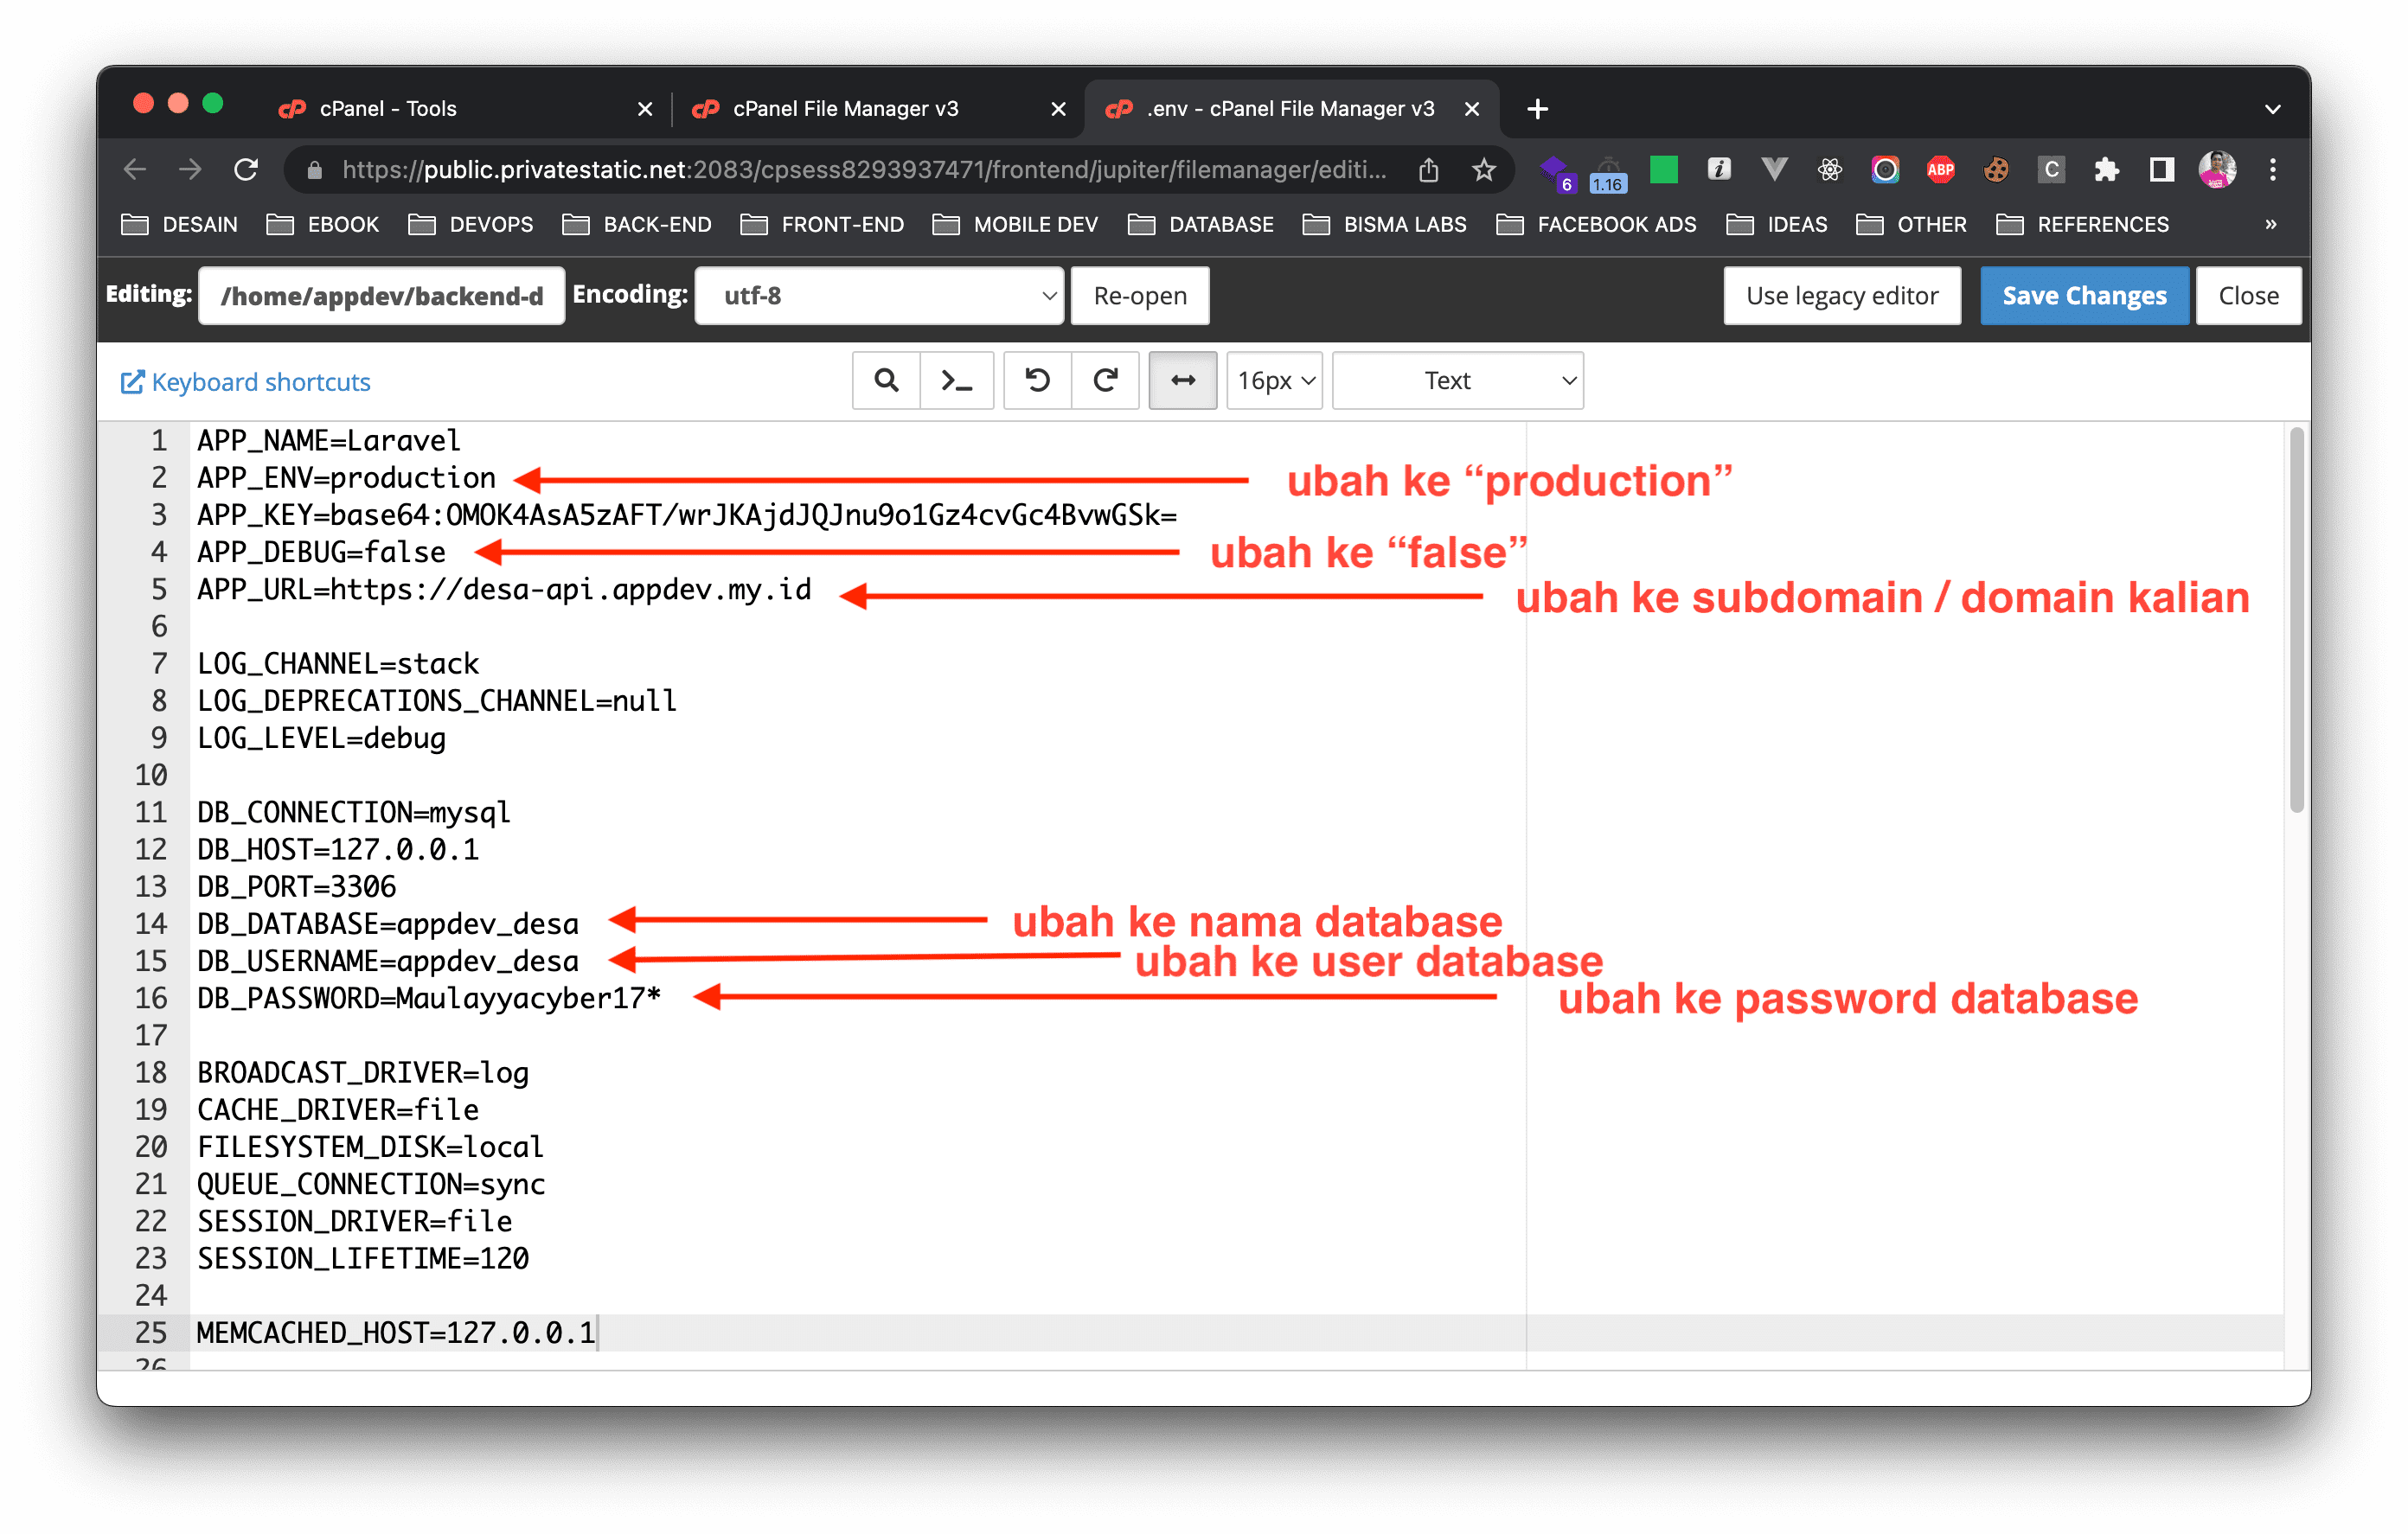 cPanel - Tools
cPanel File Manager v3
.env - cPanel File Manager v3
https://public.privatestatic.net:2083/cpsess8293937471/frontend/jupiter/filemanager/editi...
6
1.16
ABP
C
DESAIN
EBOOK
DEVOPS
BACK-END
FRONT-END
MOBILE DEV
DATABASE
BISMA LABS
FACEBOOK ADS
IDEAS
OTHER
REFERENCES
»
Editing: /home/appdev/backend-d Encoding: utf-8 Re-open Use legacy editor Save Changes Close
Keyboard shortcuts 16px Text
1 APP_NAME=Laravel
2 APP_ENV=production ubah ke “production”
3 APP_KEY=base64:OMOK4AsA5zAFT/wrJKAjdJQJnu9o1Gz4cvGc4BvwGSk=
4 APP_DEBUG=false ubah ke “false”
5 APP_URL=https://desa-api.appdev.my.id ubah ke subdomain / domain kalian
6
7 LOG_CHANNEL=stack
8 LOG_DEPRECATIONS_CHANNEL=null
9 LOG_LEVEL=debug
10
11 DB_CONNECTION=mysql
12 DB_HOST=127.0.0.1
13 DB_PORT=3306
14 DB_DATABASE=appdev_desa ubah ke nama database
15 DB_USERNAME=appdev_desa ubah ke user database
16 DB_PASSWORD=Maulayyacyber17* ubah ke password database
17
18 BROADCAST_DRIVER=log
19 CACHE_DRIVER=file
20 FILESYSTEM_DISK=local
21 QUEUE_CONNECTION=sync
22 SESSION_DRIVER=file
23 SESSION_LIFETIME=120
24
25 MEMCACHED_HOST=127.0.0.1
26